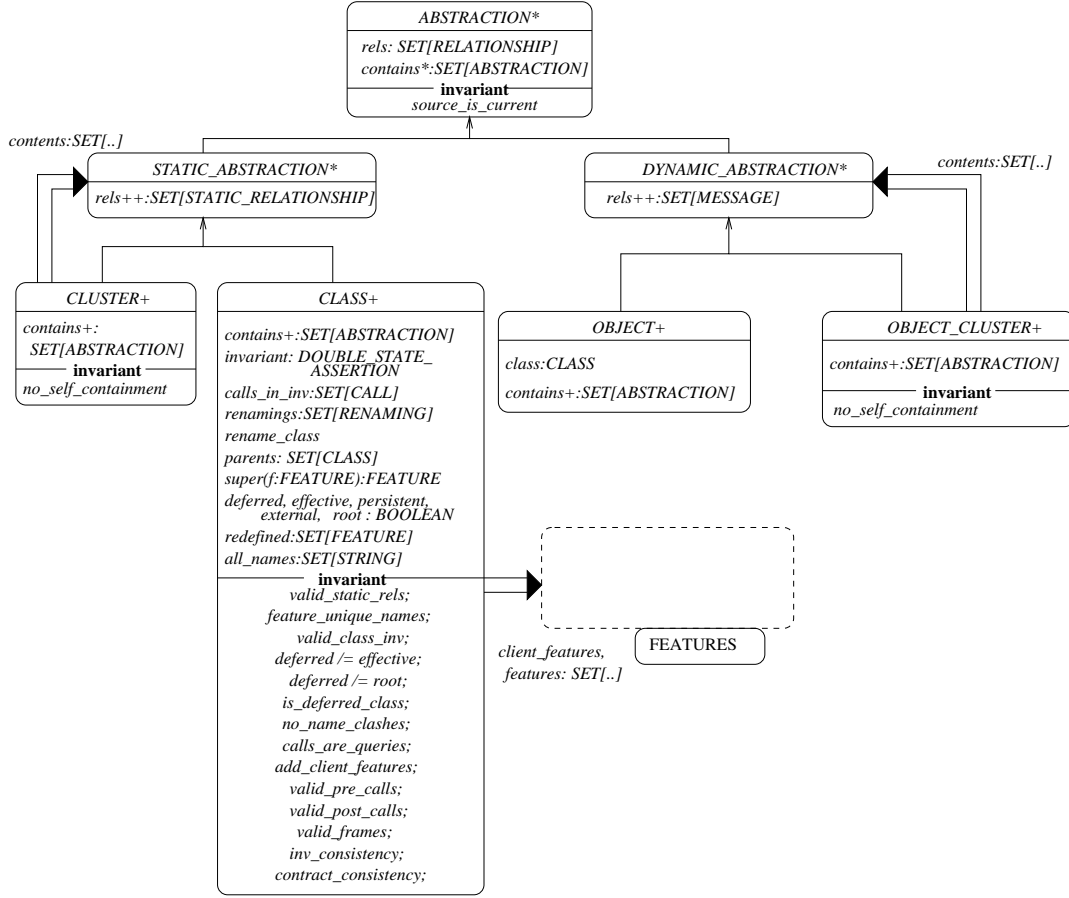 ABSTRACTION*
rels: SET[RELATIONSHIP]
contains*:SET[ABSTRACTION]
invariant
source_is_current
contents:SET[..]
STATIC_ABSTRACTION*
rels++:SET[STATIC_RELATIONSHIP]
DYNAMIC_ABSTRACTION*
rels++:SET[MESSAGE]
contents:SET[..]
CLUSTER+
contains+:
SET[ABSTRACTION]
invariant
no_self_containment
CLASS+
contains+:SET[ABSTRACTION]
invariant: DOUBLE_STATE_
ASSERTION
calls_in_inv:SET[CALL]
renamings:SET[RENAMING]
rename_class
parents: SET[CLASS]
super(f:FEATURE):FEATURE
deferred, effective, persistent,
external, root : BOOLEAN
redefined:SET[FEATURE]
all_names:SET[STRING]
invariant
valid_static_rels;
feature_unique_names;
valid_class_inv;
deferred /= effective;
deferred /= root;
is_deferred_class;
no_name_clashes;
calls_are_queries;
add_client_features;
valid_pre_calls;
valid_post_calls;
valid_frames;
inv_consistency;
contract_consistency;
OBJECT+
class:CLASS
contains+:SET[ABSTRACTION]
OBJECT_CLUSTER+
contains+:SET[ABSTRACTION]
invariant
no_self_containment
FEATURES
client_features,
features: SET[..]